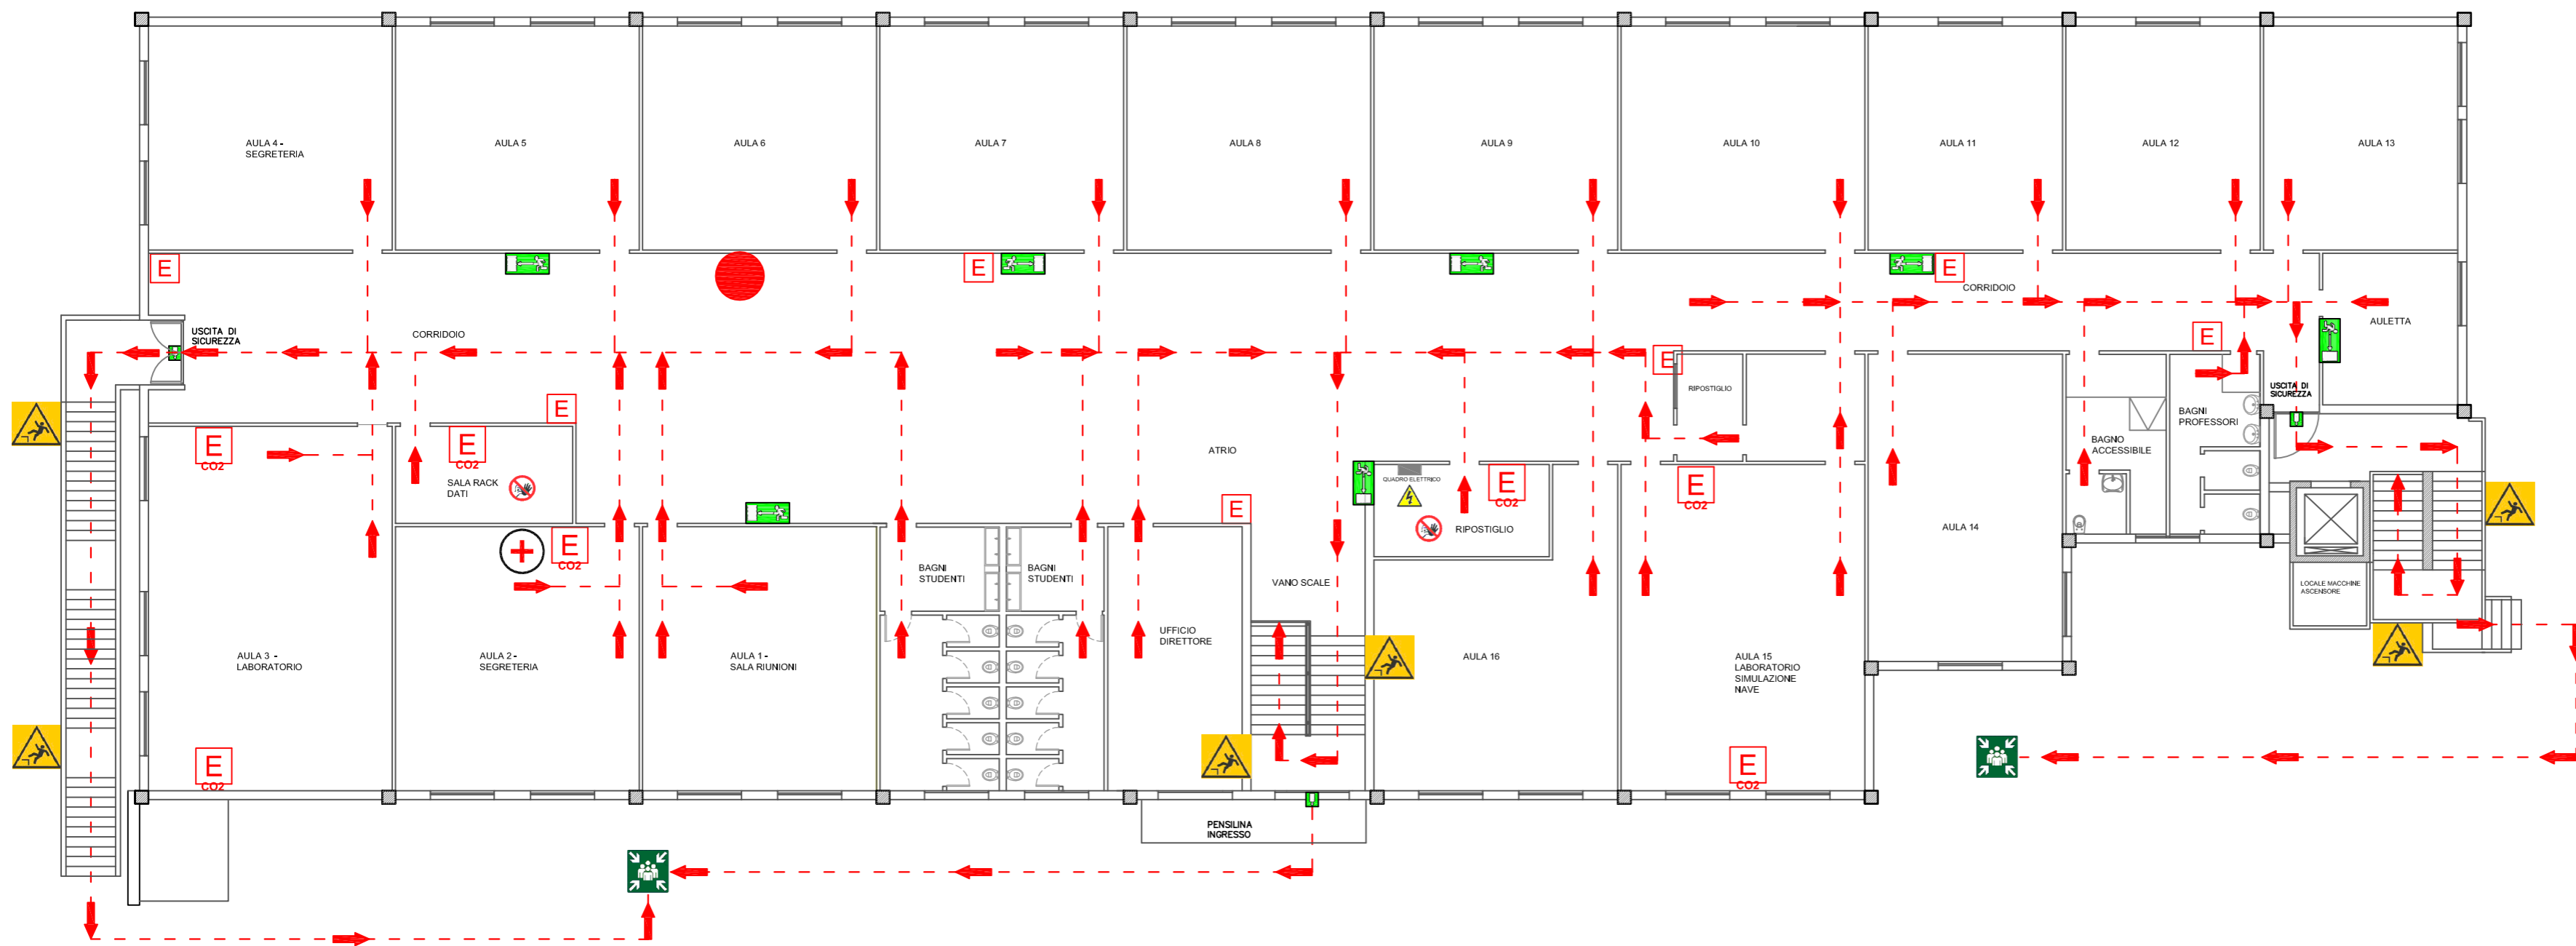 AULA 4 -
SEGRETERIA
AULA 5
AULA 6
AULA 7
AULA 8
AULA 9
AULA 10
AULA 11
AULA 12
AULA 13
E
E
E
CORRIDOIO
AULETTA
USCITA DI
SICUREZZA
CORRIDOIO
E
E
RIPOSTIGLIO
USCITA DI
SICUREZZA
E
BAGNI
PROFESSORI
E
CO2
E
CO2
SALA RACK
DATI
ATRIO
BAGNO
ACCESSIBILE
QUADRO ELETTRICO
E
CO2
E
CO2
E
RIPOSTIGLIO
AULA 14
E
CO2
BAGNI
STUDENTI
BAGNI
STUDENTI
VANO SCALE
LOCALE MACCHINE
ASCENSORE
UFFICIO
DIRETTORE
AULA 3 -
LABORATORIO
AULA 2 -
SEGRETERIA
AULA 1 -
SALA RIUNIONI
AULA 16
AULA 15
LABORATORIO
SIMULAZIONE
NAVE
E
CO2
E
CO2
PENSILINA
INGRESSO